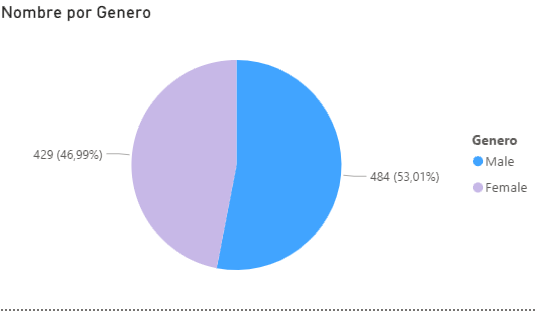 Nombre por Genero
429 (46,99%)
484 (53,01%)
Genero
Male
Female